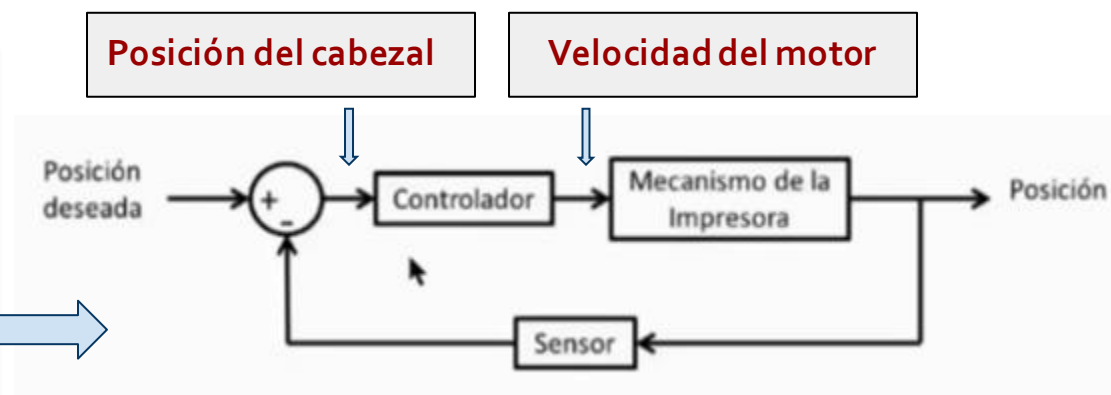 Posición del cabezal
Velocidad del motor
Posición
deseada
+
-
Controlador
Mecanismo de la
Impresora
Posición
Sensor